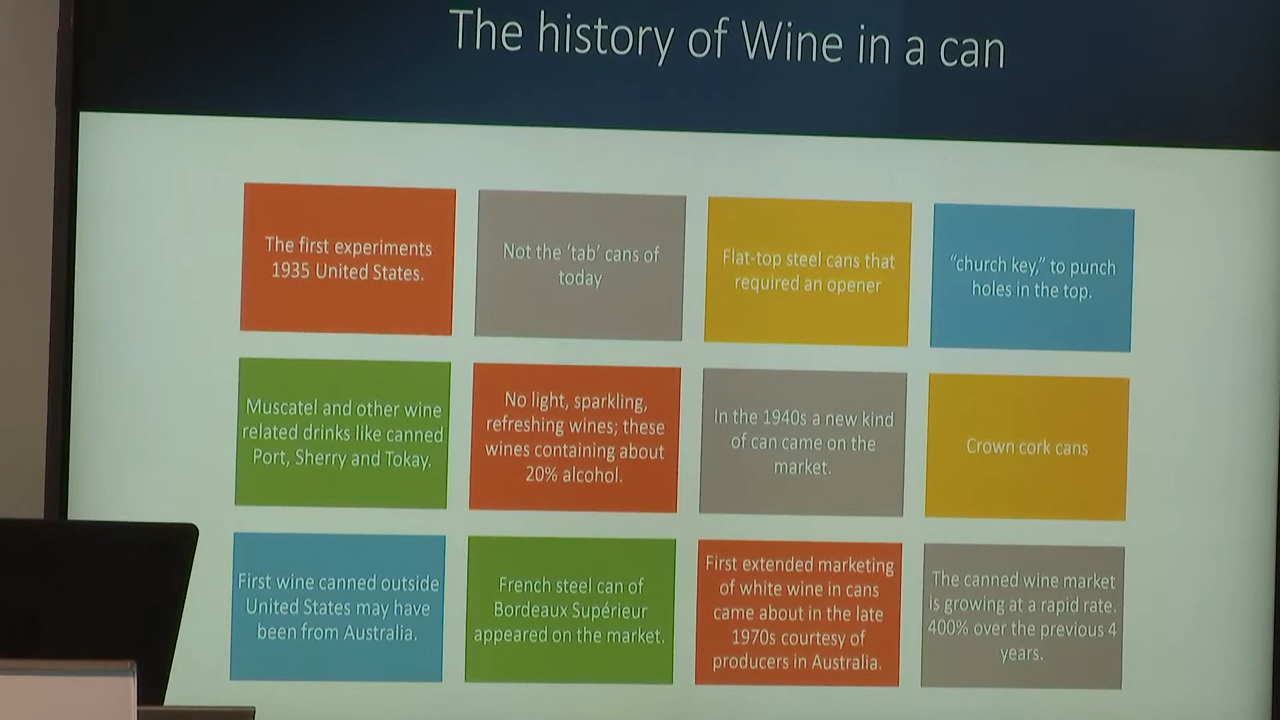 The history of Wine in a can
The first experiments
1935 United States.
Not the ‘tab’ cans of
today
Flat-top steel cans that
required an opener
“church key,” to punch
holes in the top.
Muscatel and other wine
related drinks like canned
Port, Sherry and Tokay.
No light, sparkling,
refreshing wines; these
wines containing about
20% alcohol.
In the 1940s a new kind
of can came on the
market.
Crown cork cans
First wine canned outside
United States may have
been from Australia.
French steel can of
Bordeaux Supérieur
appeared on the market.
First extended marketing
of white wine in cans
came about in the late
1970s courtesy of
producers in Australia.
The canned wine market
is growing at a rapid rate.
400% over the previous 4
years.